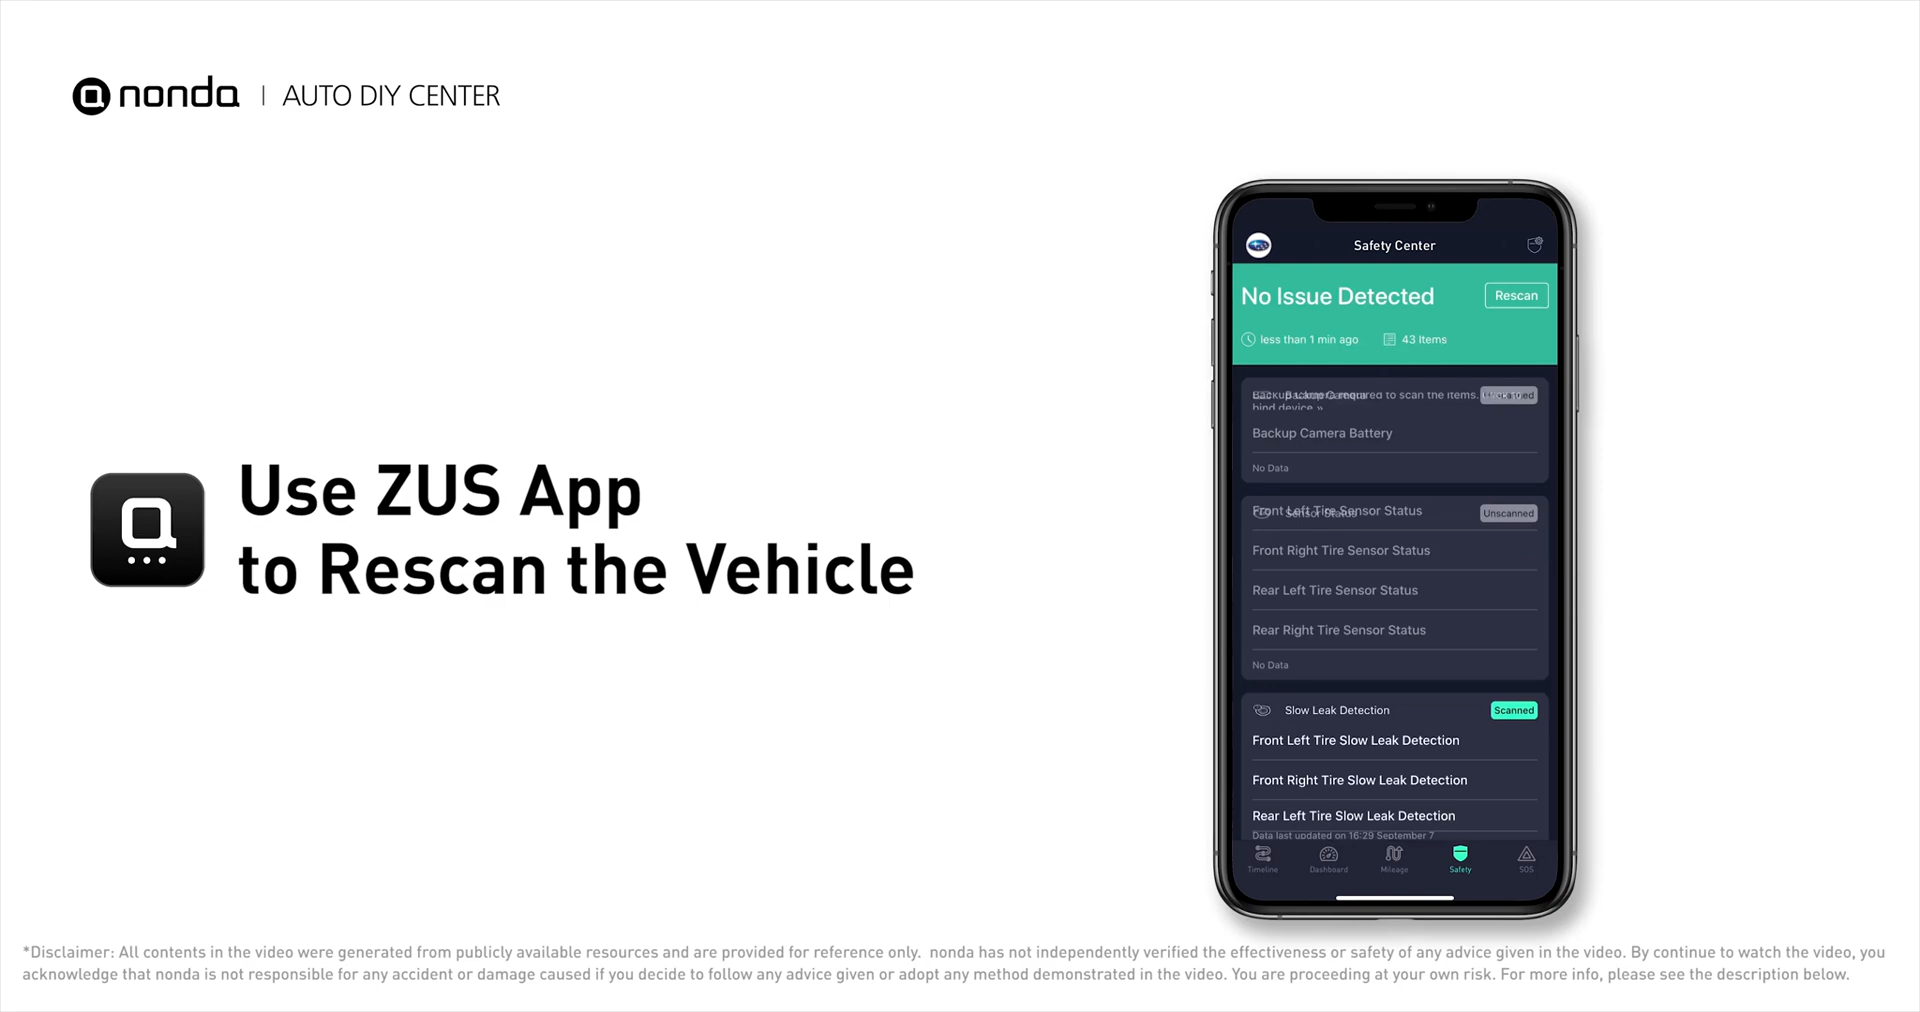 nonda | AUTO DIY CENTER
Use ZUS App
to Rescan the Vehicle
Safety Center
No Issue Detected
Rescan
less than 1 min ago
43 Items
Backup Camera Battery
No Data
Front Left Tire Sensor Status
Unscanned
Front Right Tire Sensor Status
Rear Left Tire Sensor Status
Rear Right Tire Sensor Status
No Data
Slow Leak Detection
Scanned
Front Left Tire Slow Leak Detection
Front Right Tire Slow Leak Detection
Rear Left Tire Slow Leak Detection
Data last updated on 16:29 September 7
Timeline
Dashboard
Mileage
Safety
SOS
*Disclaimer: All contents in the video were generated from publicly available resources and are provided for reference only. nonda has not independently verified the effectiveness or safety of any advice given in the video. By continue to watch the video, you
acknowledge that nonda is not responsible for any accident or damage caused if you decide to follow any advice given or adopt any method demonstrated in the video. You are proceeding at your own risk. For more info, please see the description below.